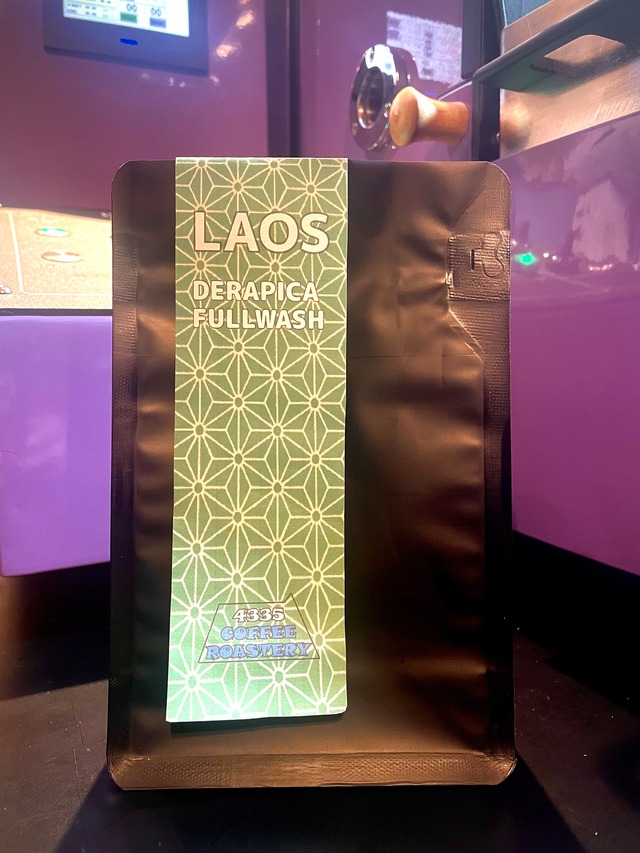 LAOS
DERAPICA
FULLWASH
4335
COFFEE
ROASTERY